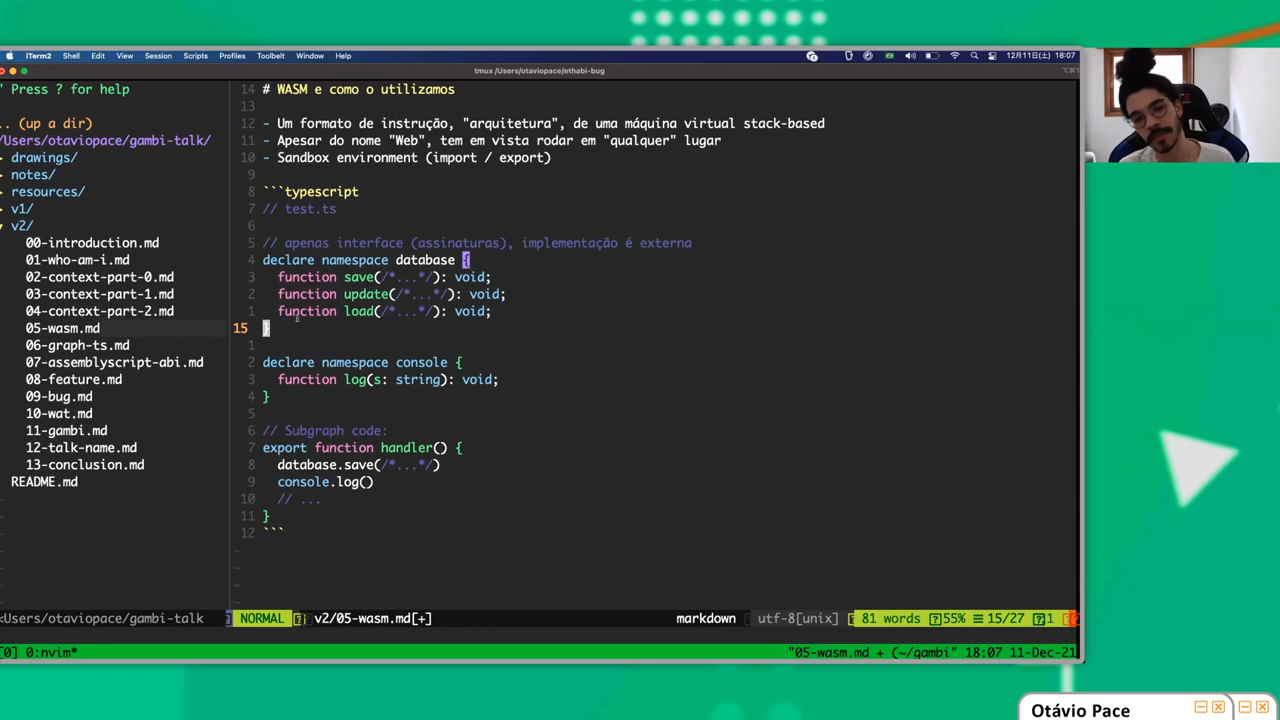 iTerm2 Shell Edit View Session Scripts Profiles Toolbelt Window Help 12月11日(土) 18:07
tmux /Users/otaviopace/ethabi-bug
" Press ? for help
.. (up a dir)
/Users/otaviopace/gambi-talk/
▸ drawings/
▸ notes/
▸ resources/
▸ v1/
▾ v2/
00-introduction.md
01-who-am-i.md
02-context-part-0.md
03-context-part-1.md
04-context-part-2.md
05-wasm.md
06-graph-ts.md
07-assemblyscript-abi.md
08-feature.md
09-bug.md
10-wat.md
11-gambi.md
12-talk-name.md
13-conclusion.md
README.md
14 # WASM e como o utilizamos
13
12 - Um formato de instrução, "arquitetura", de uma máquina virtual stack-based
11 - Apesar do nome "Web", tem em vista rodar em "qualquer" lugar
10 - Sandbox environment (import / export)
9
8 ```typescript
7 // test.ts
6
5 // apenas interface (assinaturas), implementação é externa
4 declare namespace database {
3 function save(/*...*/): void;
2 function update(/*...*/): void;
1 function load(/*...*/): void;
15 }
1
2 declare namespace console {
3 function log(s: string): void;
4 }
5
6 // Subgraph code:
7 export function handler() {
8 database.save(/*...*/)
9 console.log()
10 // ...
11 }
12 ```
~
~
~
~
<Users/otaviopace/gambi-talk NORMAL v2/05-wasm.md[+] markdown utf-8[unix] 81 words 55% ≡ 15/27 1
[0] 0:nvim* "05-wasm.md + (~/gambi" 18:07 11-Dec-21
Otávio Pace